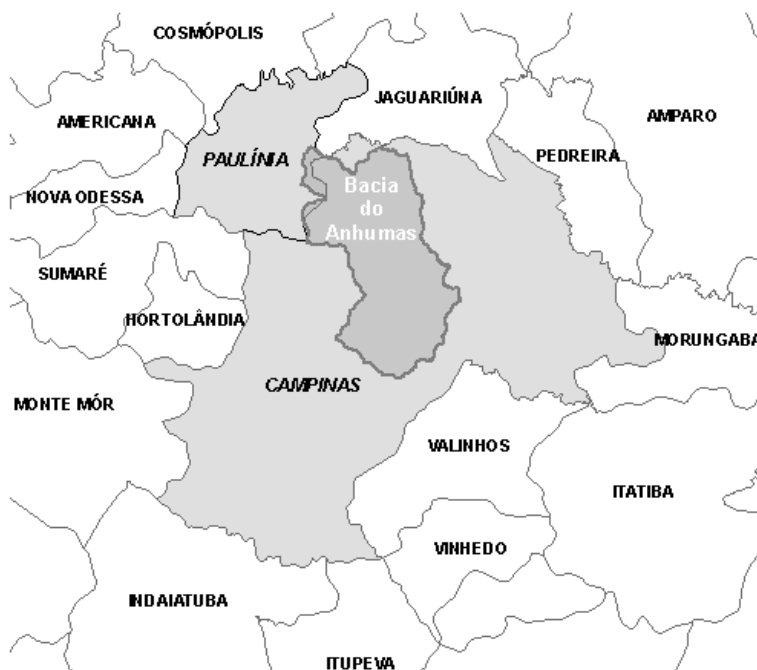 COSMÓPOLIS
JAGUARIÚNA
AMERICANA
AMPARO
PAULÍNIA
PEDREIRA
NOVA ODESSA
Bacia
do
Anhumas
SUMARÉ
HORTOLÂNDIA
MORUNGABA
CAMPINAS
MONTE MÓR
VALINHOS
ITATIBA
VINHEDO
INDAIATUBA
ITUPEVA